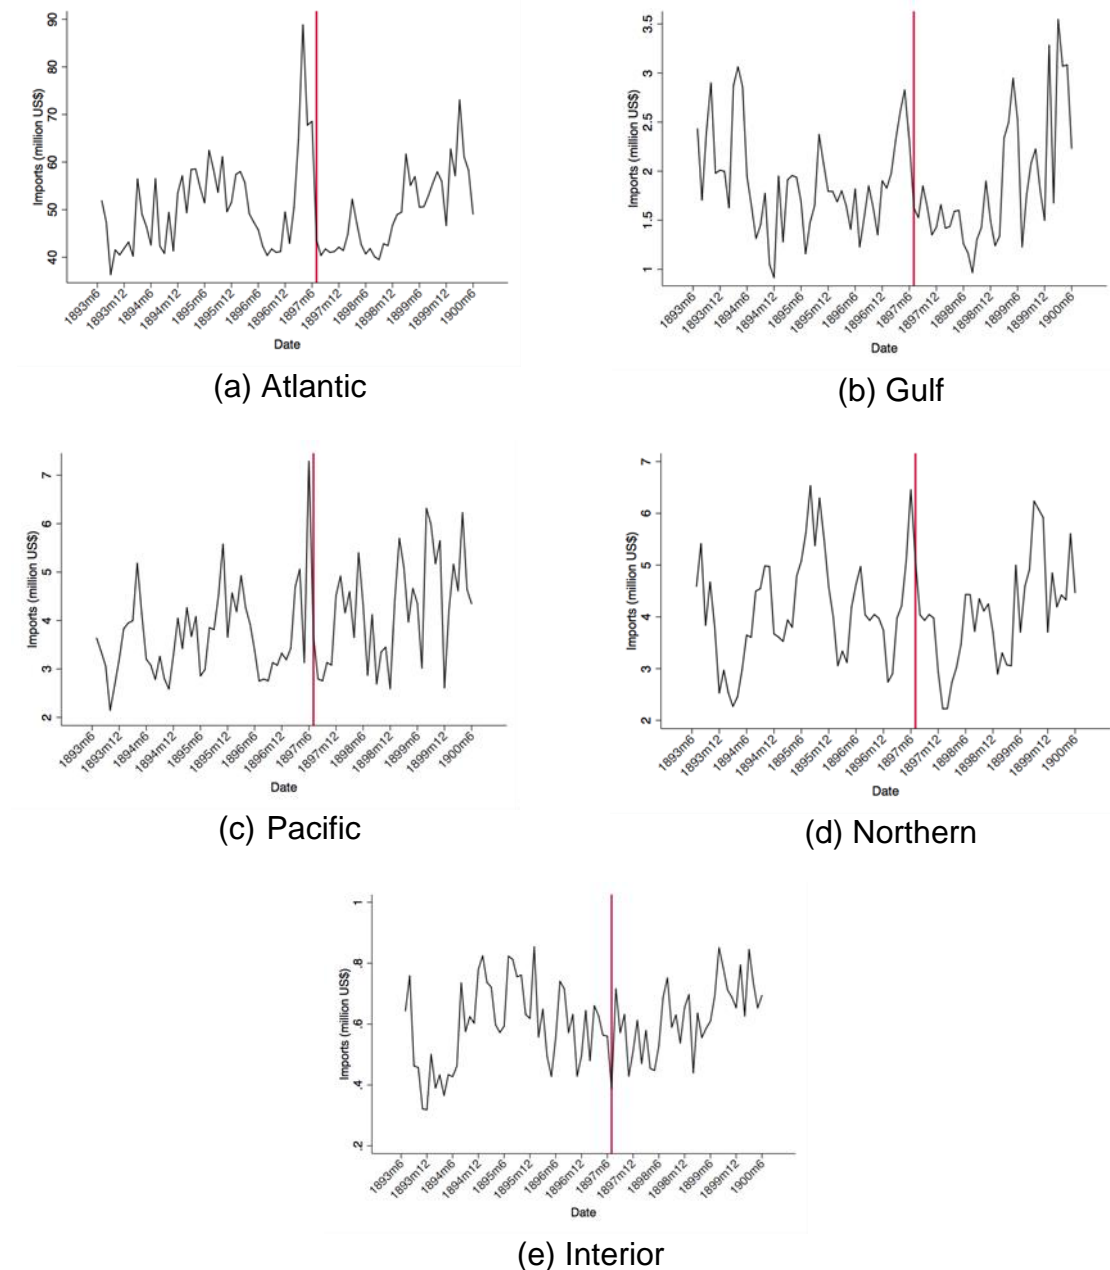 Imports (million US$)
90
80
70
60
50
40
1893m6
1893m12
1894m6
1894m12
1895m6
1895m12
1896m6
1896m12
1897m6
1897m12
1898m6
1898m12
1899m6
1899m12
1900m6
Date
(a) Atlantic
Imports (million US$)
3.5
3
2.5
2
1.5
1
1893m6
1893m12
1894m6
1894m12
1895m6
1895m12
1896m6
1896m12
1897m6
1897m12
1898m6
1898m12
1899m6
1899m12
1900m6
Date
(b) Gulf
Imports (million US$)
7
6
5
4
3
2
1893m6
1893m12
1894m6
1894m12
1895m6
1895m12
1896m6
1896m12
1897m6
1897m12
1898m6
1898m12
1899m6
1899m12
1900m6
Date
(c) Pacific
Imports (million US$)
7
6
5
4
3
2
1893m6
1893m12
1894m6
1894m12
1895m6
1895m12
1896m6
1896m12
1897m6
1897m12
1898m6
1898m12
1899m6
1899m12
1900m6
Date
(d) Northern
Imports (million US$)
1
.8
.6
.4
.2
1893m6
1893m12
1894m6
1894m12
1895m6
1895m12
1896m6
1896m12
1897m6
1897m12
1898m6
1898m12
1899m6
1899m12
1900m6
Date
(e) Interior